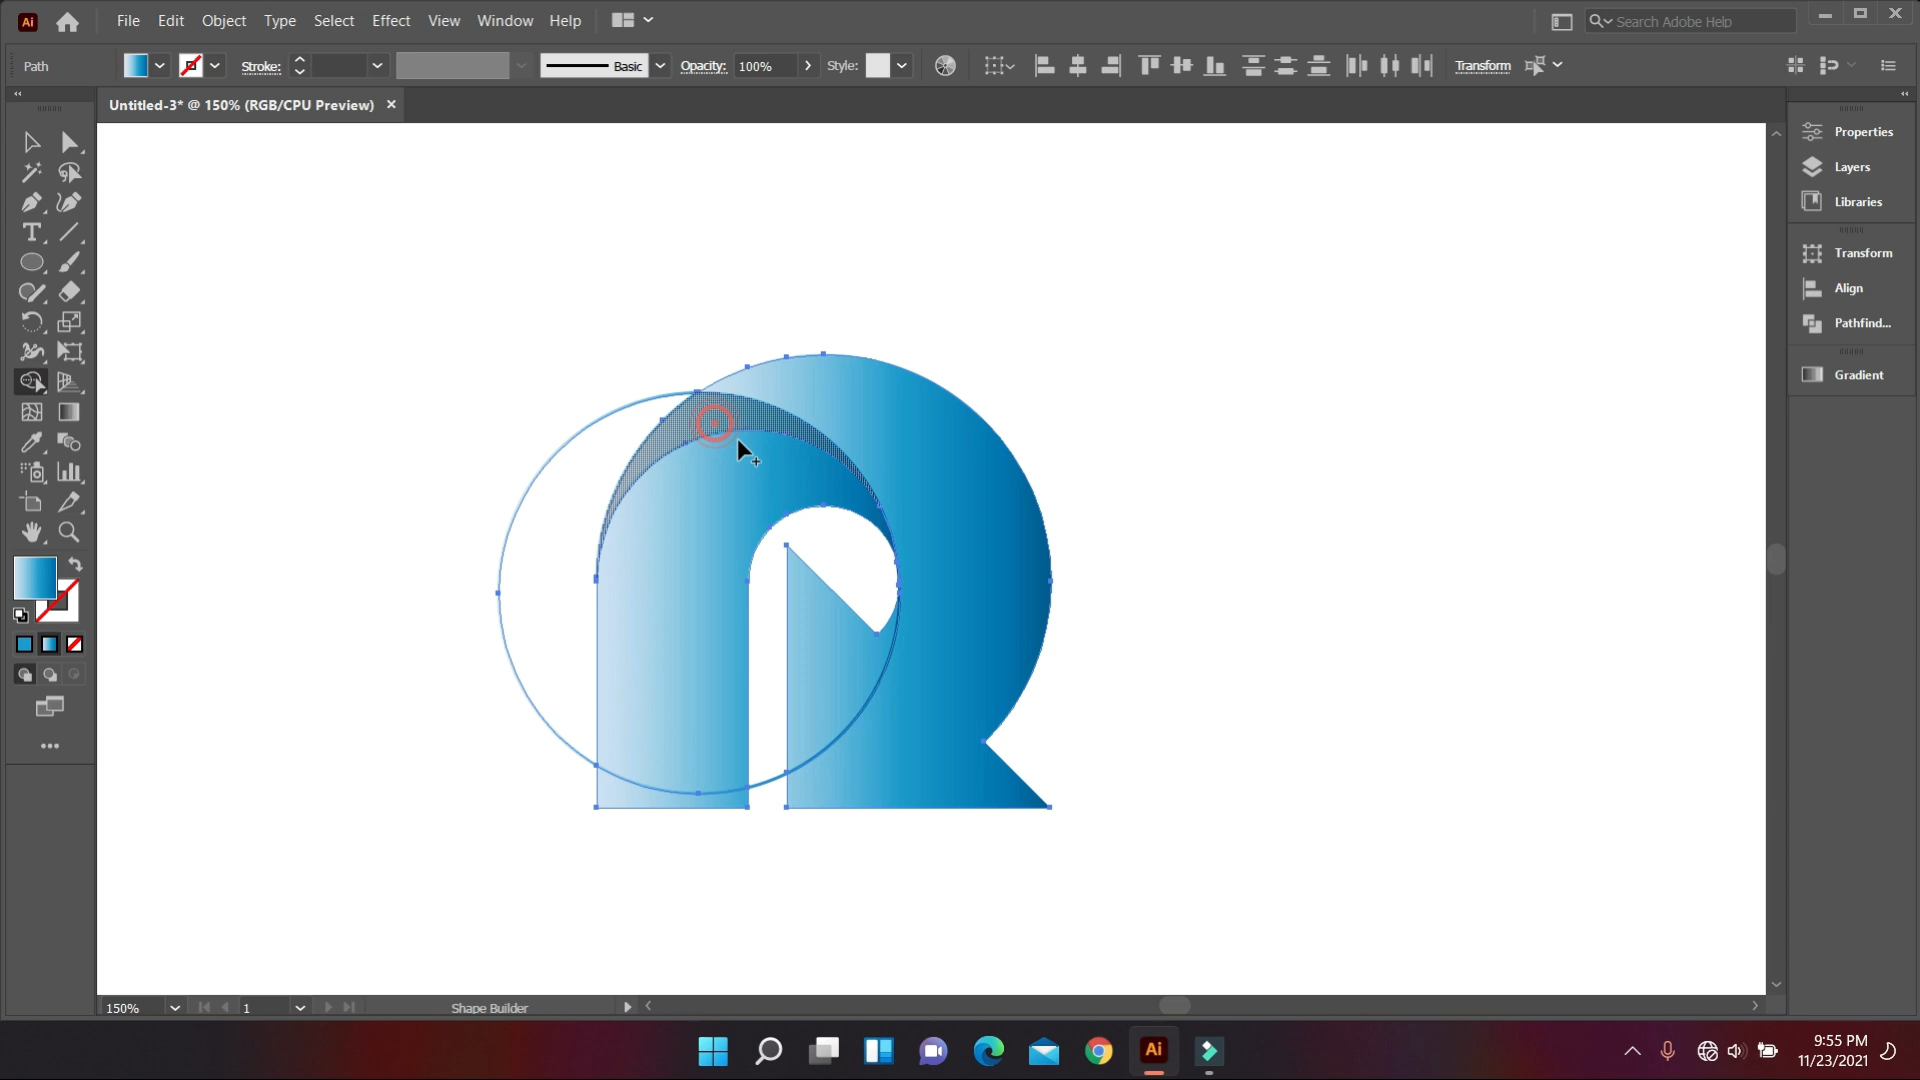 Ai File Edit Object Type Select Effect View Window Help Search Adobe Help
Path Stroke: Basic Opacity: 100% Style: Transform
Untitled-3* @ 150% (RGB/CPU Preview)
Properties
Layers
Libraries
Transform
Align
Pathfind...
Gradient
150% 1 Shape Builder
Ai
9:55 PM
11/23/2021